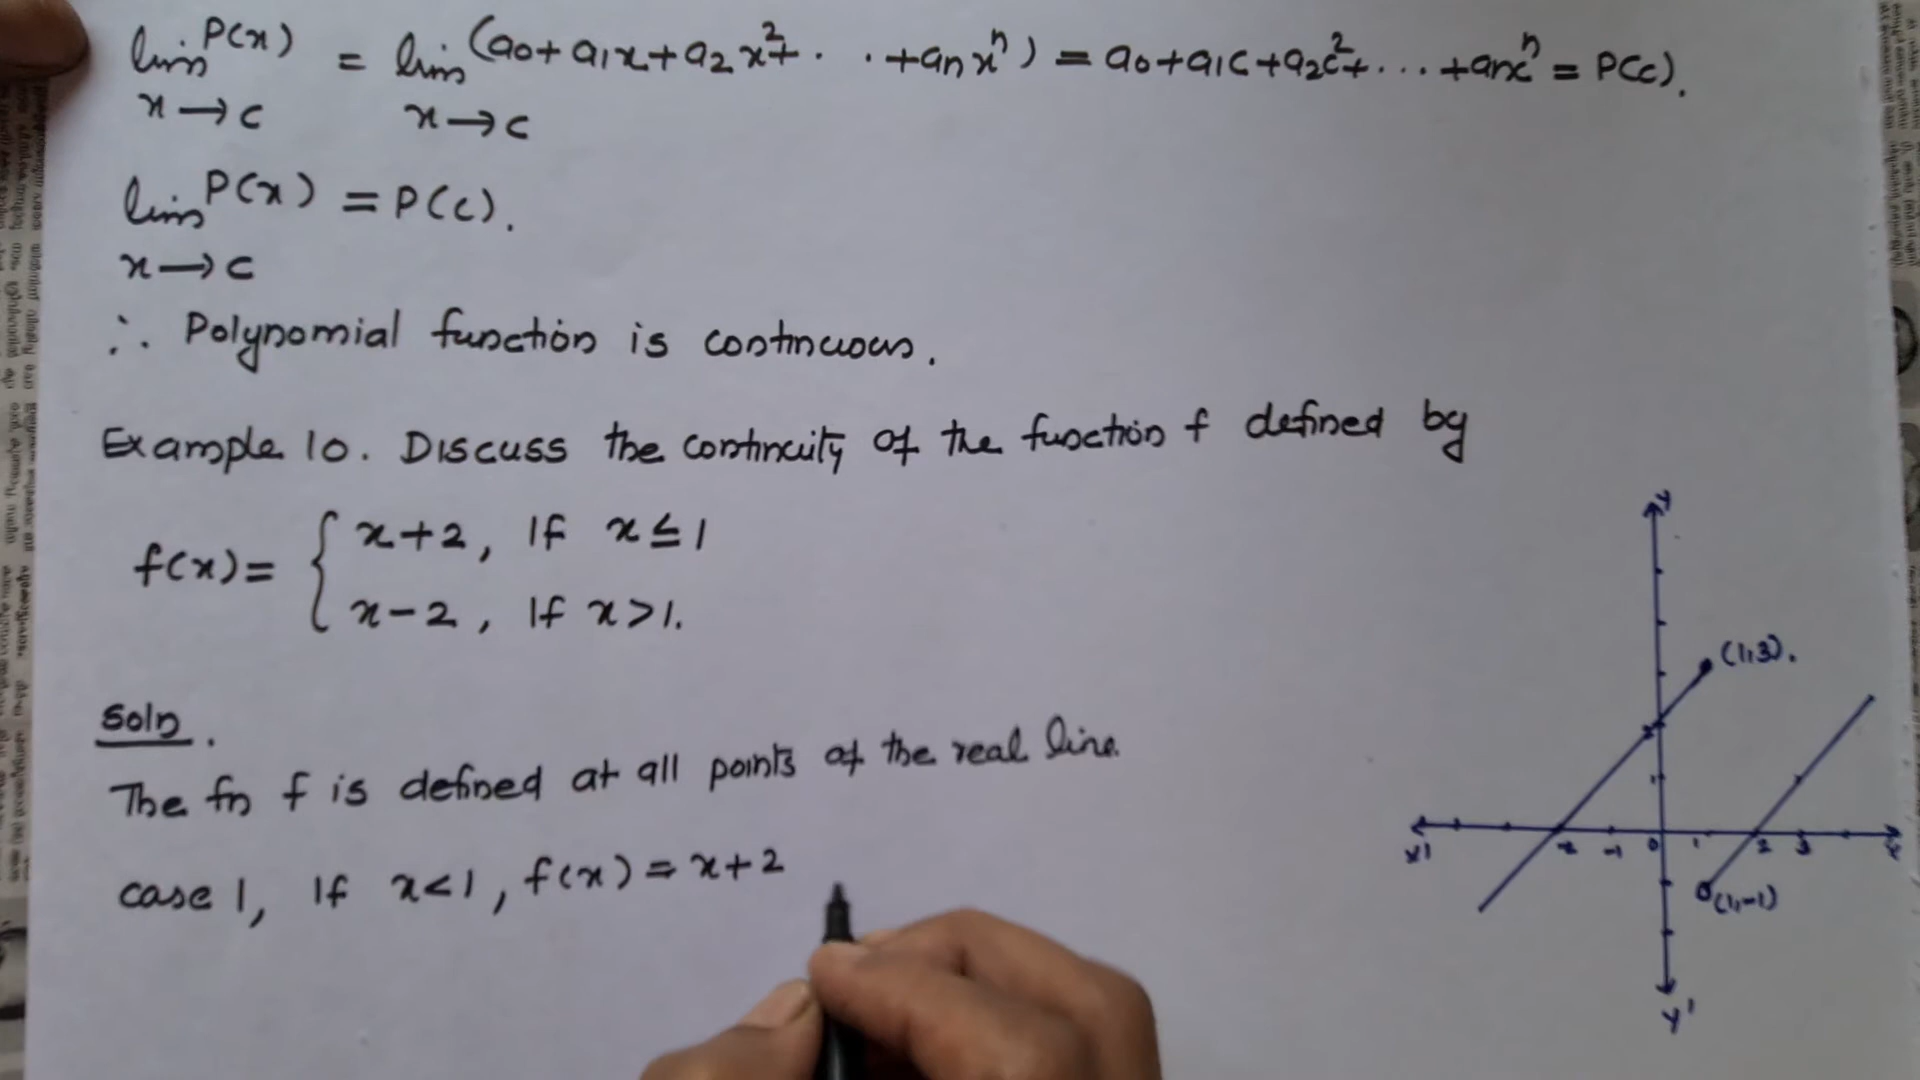 lim P(x) = lim (a0 + a1x + a2x² + . . . + anxⁿ) = a0 + a1c + a2c² + . . . + ancⁿ = P(c).
x→c x→c
lim P(x) = P(c).
x→c
∴ Polynomial function is continuous.
Example 10. Discuss the continuity of the function f defined by
f(x) = { x+2, If x ≤ 1
x-2, If x > 1.
Soln.
The fn f is defined at all points of the real line.
case 1, If x < 1, f(x) = x+2
y
(1,3).
2
1
x' -2 -1 0 1 2 3 x
(1,-1)
y'